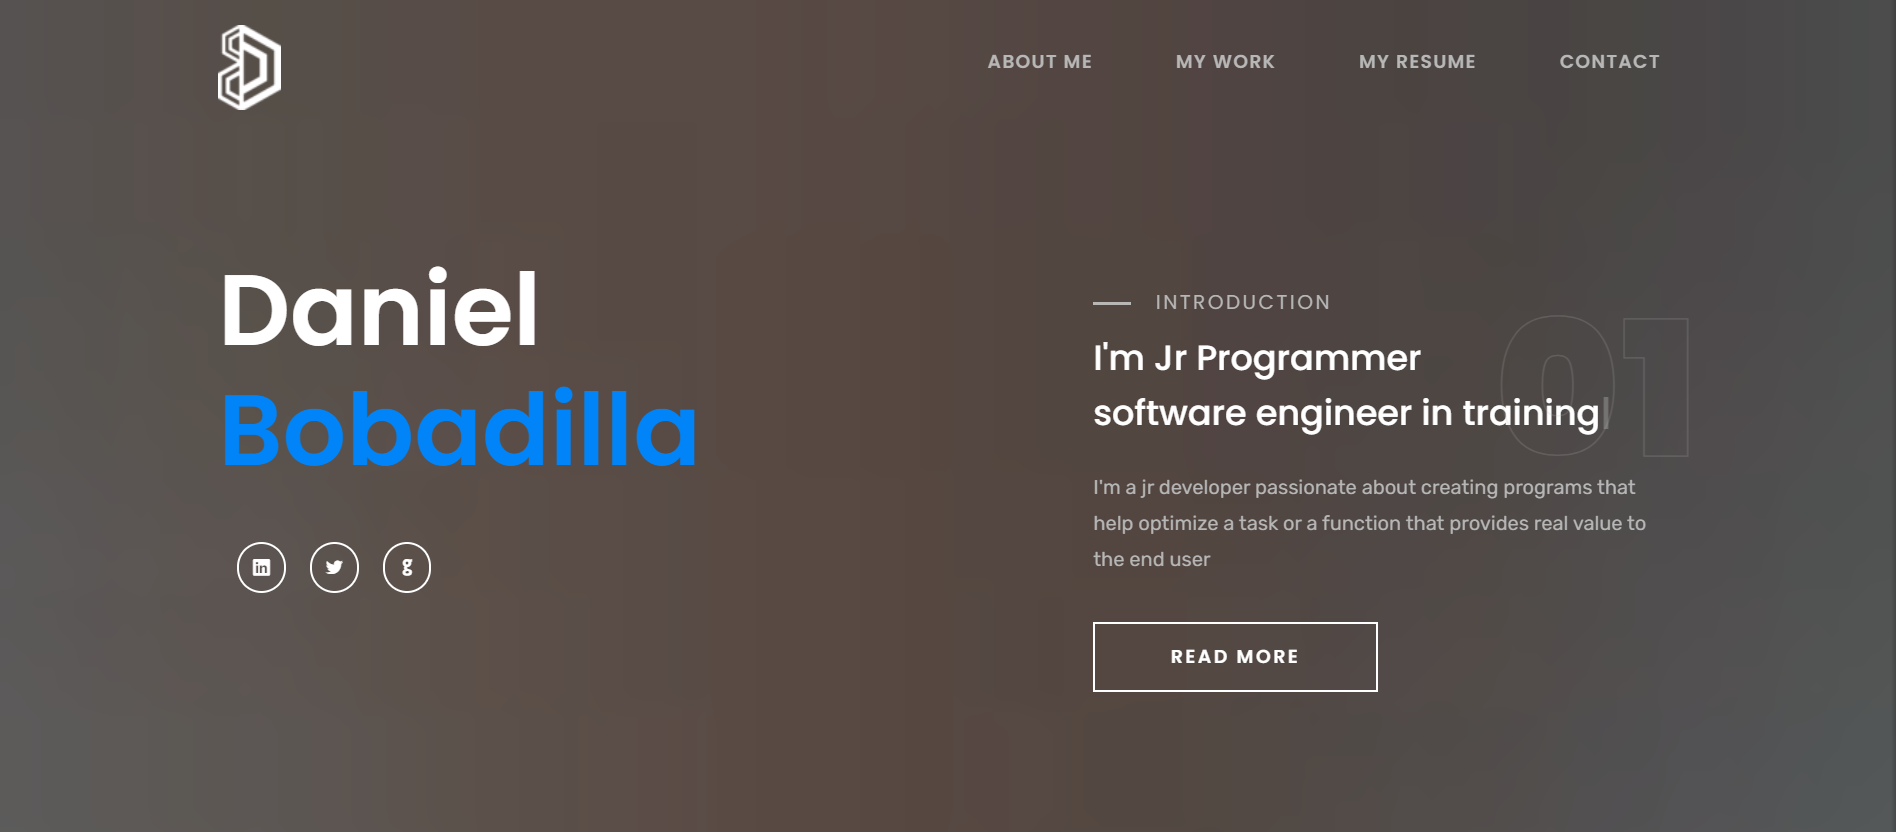 ABOUT ME
MY WORK
MY RESUME
CONTACT
Daniel
Bobadilla
INTRODUCTION
01
I'm Jr Programmer
software engineer in training|
I'm a jr developer passionate about creating programs that
help optimize a task or a function that provides real value to
the end user
READ MORE